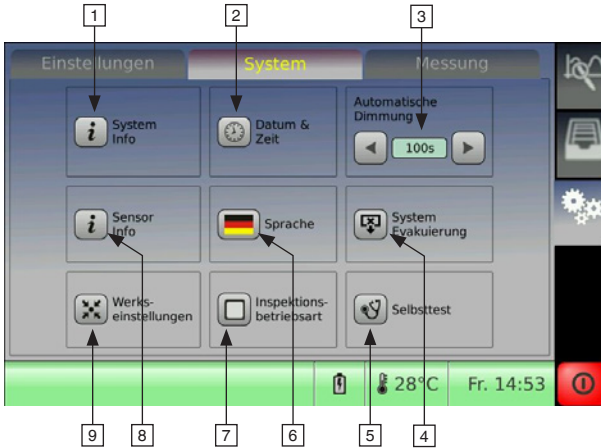 1 2 3
Einstellungen System Messung
System
Info
Datum &
Zeit
Automatische
Dimmung
100s
Sensor
Info
Sprache
System
Evakuierung
Werks-
einstellungen
Inspektions-
betriebsart
Selbsttest
28°C Fr. 14:53
9 8 7 6 5 4